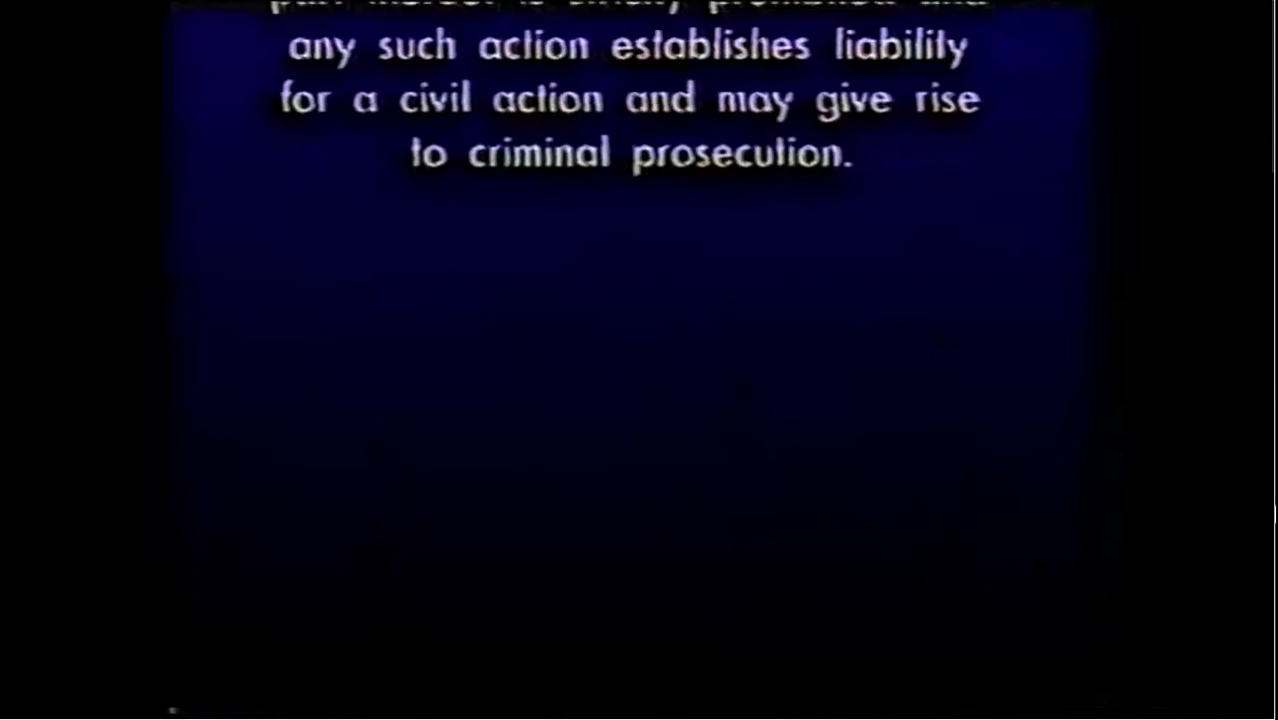 any such action establishes liability
for a civil action and may give rise
to criminal prosecution.